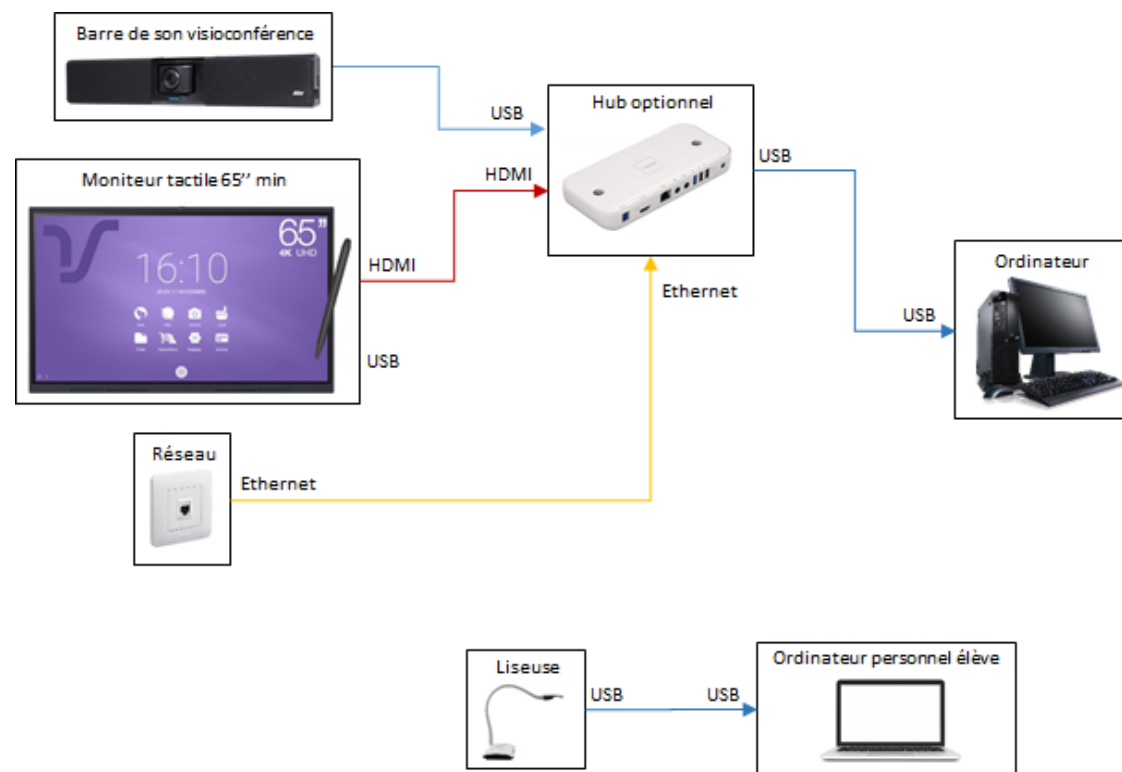 Barre de son visioconférence
USB
Hub optionnel
USB
HDMI
Moniteur tactile 65’’ min
65”
4K UHD
16:10
HDMI
Ethernet
Ordinateur
USB
USB
Réseau
Ethernet
Liseuse
USB
USB
Ordinateur personnel élève